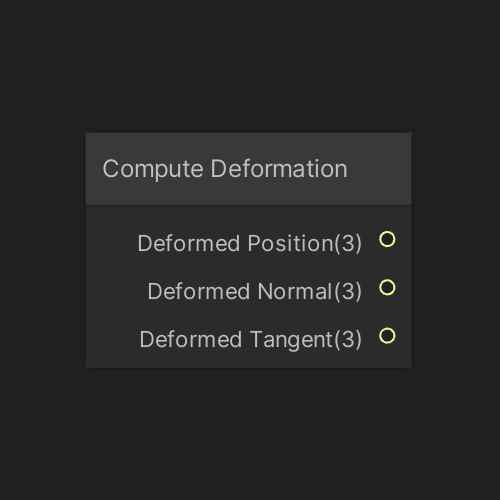 Compute Deformation
Deformed Position(3)
Deformed Normal(3)
Deformed Tangent(3)